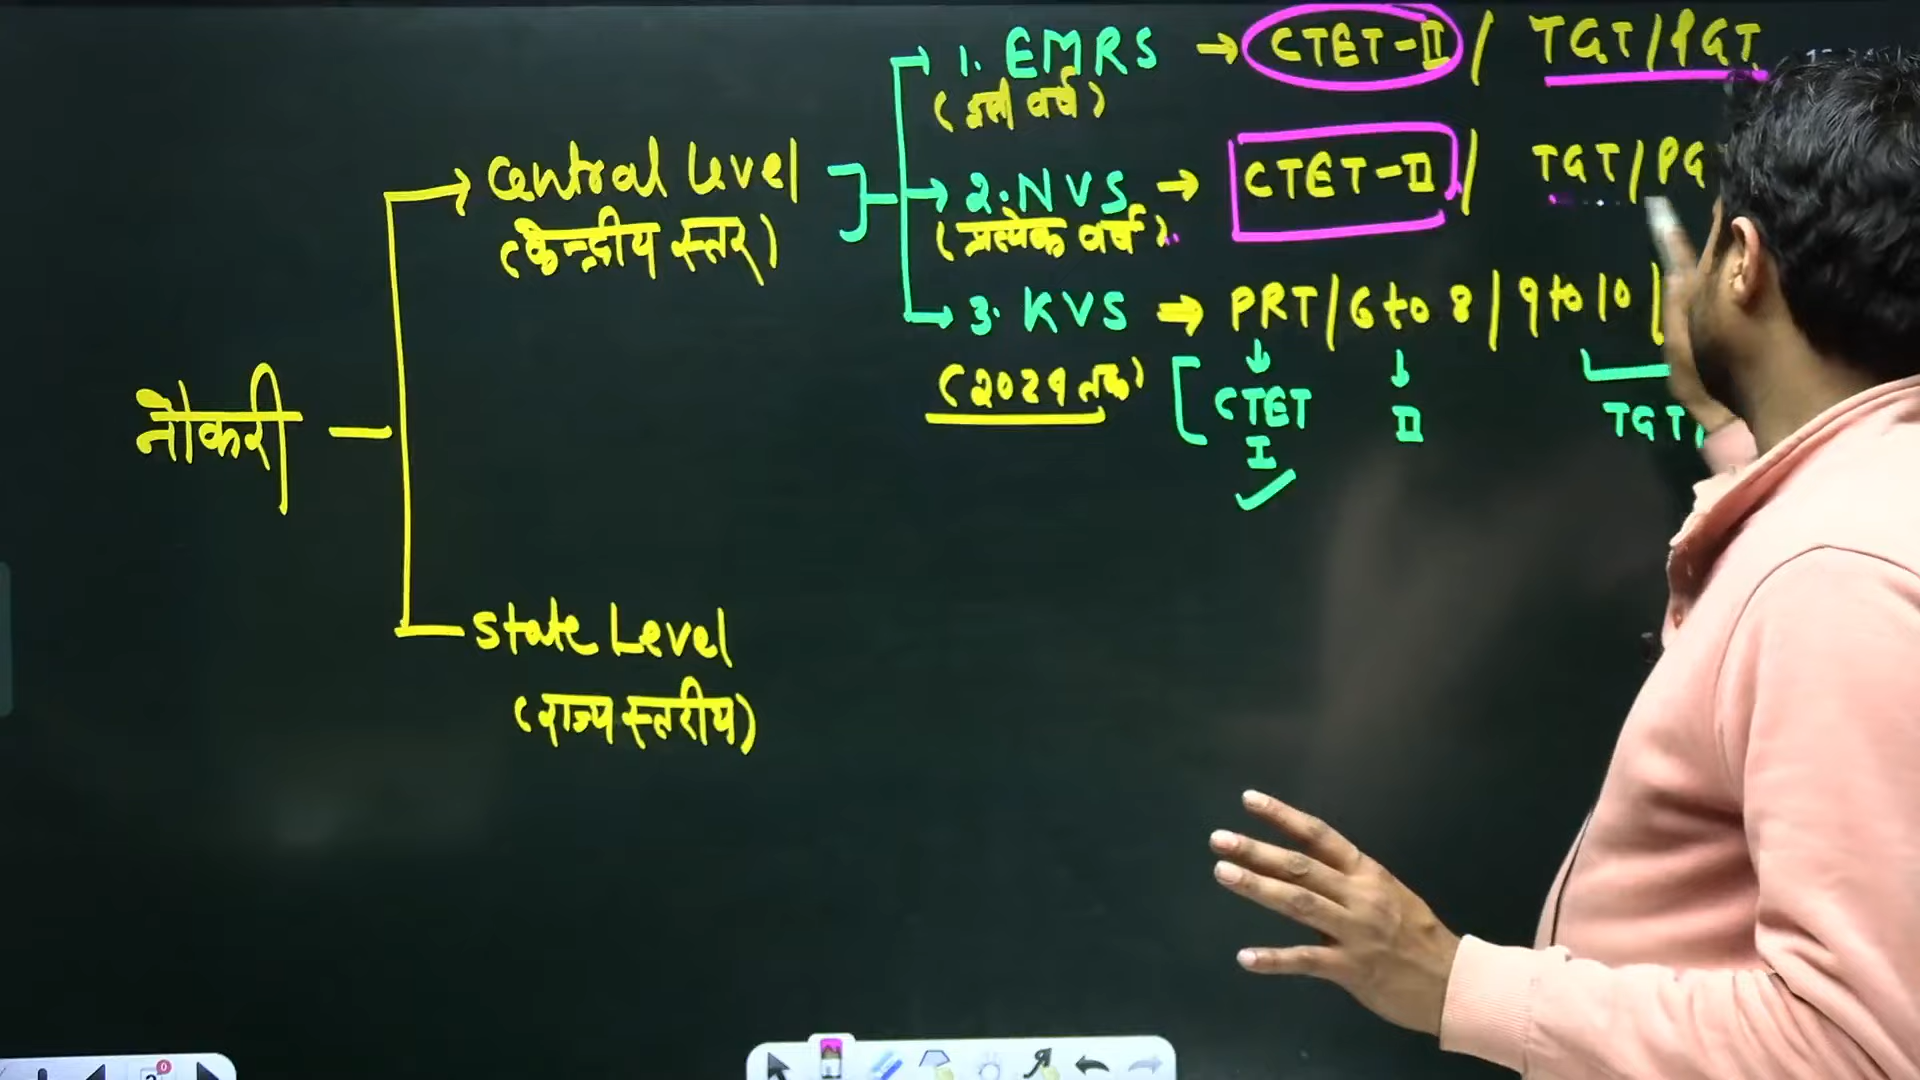 नौकरी
Central Level
(केन्द्रीय स्तर)
1. EMRS → CTET-II / TGT/PGT
(इसी वर्ष)
2. NVS → CTET-II / TGT/PG
(प्रत्येक वर्ष).
3. KVS → PRT/6 to 8/9 to 10/
(2024 तक)
CTET
I
II
TGT
State Level
(राज्य स्तरीय)